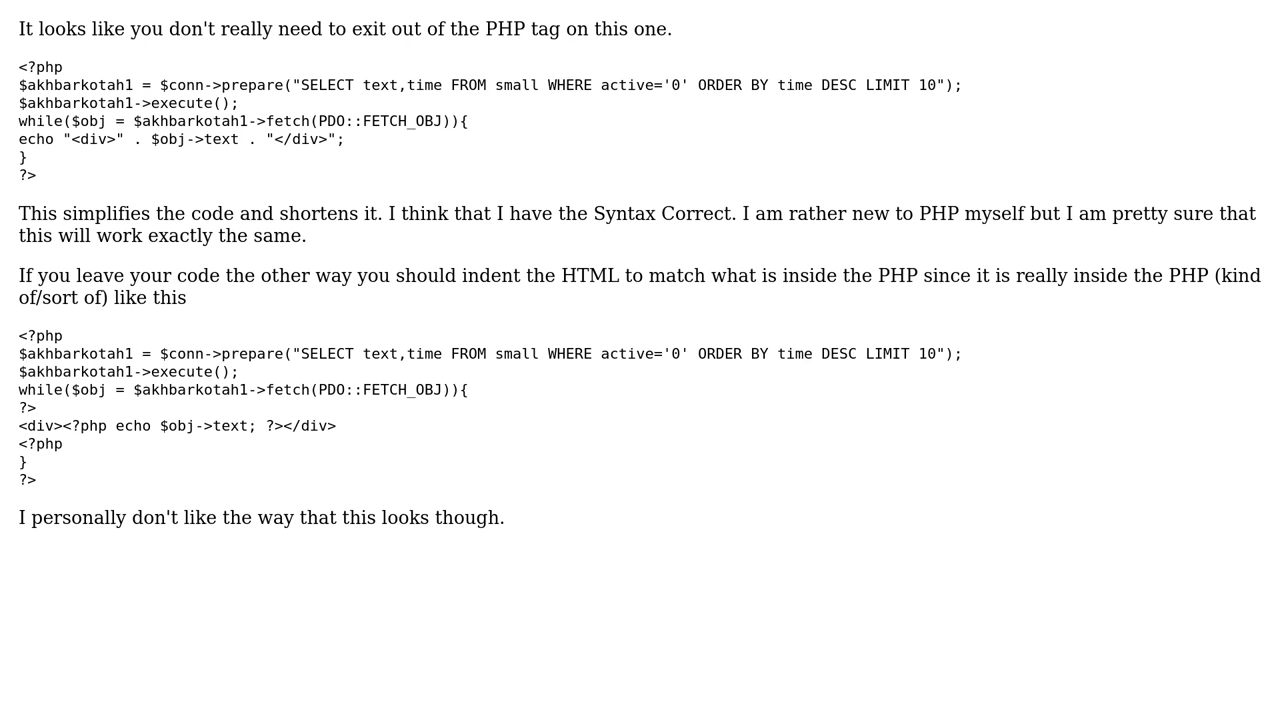 It looks like you don't really need to exit out of the PHP tag on this one.
<?php
$akhbarkotah1 = $conn->prepare("SELECT text,time FROM small WHERE active='0' ORDER BY time DESC LIMIT 10");
$akhbarkotah1->execute();
while($obj = $akhbarkotah1->fetch(PDO::FETCH_OBJ)){
echo "<div>" . $obj->text . "</div>";
}
?>
This simplifies the code and shortens it. I think that I have the Syntax Correct. I am rather new to PHP myself but I am pretty sure that
this will work exactly the same.
If you leave your code the other way you should indent the HTML to match what is inside the PHP since it is really inside the PHP (kind
of/sort of) like this
<?php
$akhbarkotah1 = $conn->prepare("SELECT text,time FROM small WHERE active='0' ORDER BY time DESC LIMIT 10");
$akhbarkotah1->execute();
while($obj = $akhbarkotah1->fetch(PDO::FETCH_OBJ)){
?>
<div><?php echo $obj->text; ?></div>
<?php
}
?>
I personally don't like the way that this looks though.